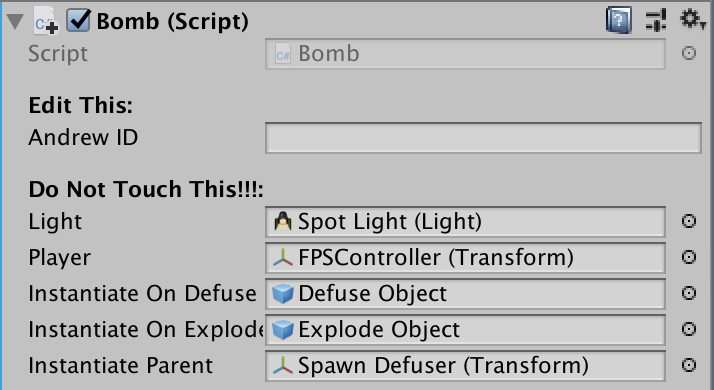 Bomb (Script)
Script Bomb
Edit This:
Andrew ID
Do Not Touch This!!!:
Light Spot Light (Light)
Player FPSController (Transform)
Instantiate On Defuse Defuse Object
Instantiate On Explode Explode Object
Instantiate Parent Spawn Defuser (Transform)